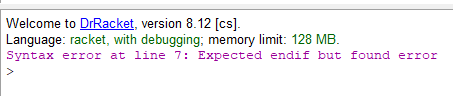 Welcome to DrRacket, version 8.12 [cs].
Language: racket, with debugging; memory limit: 128 MB.
Syntax error at line 7: Expected endif but found error
>